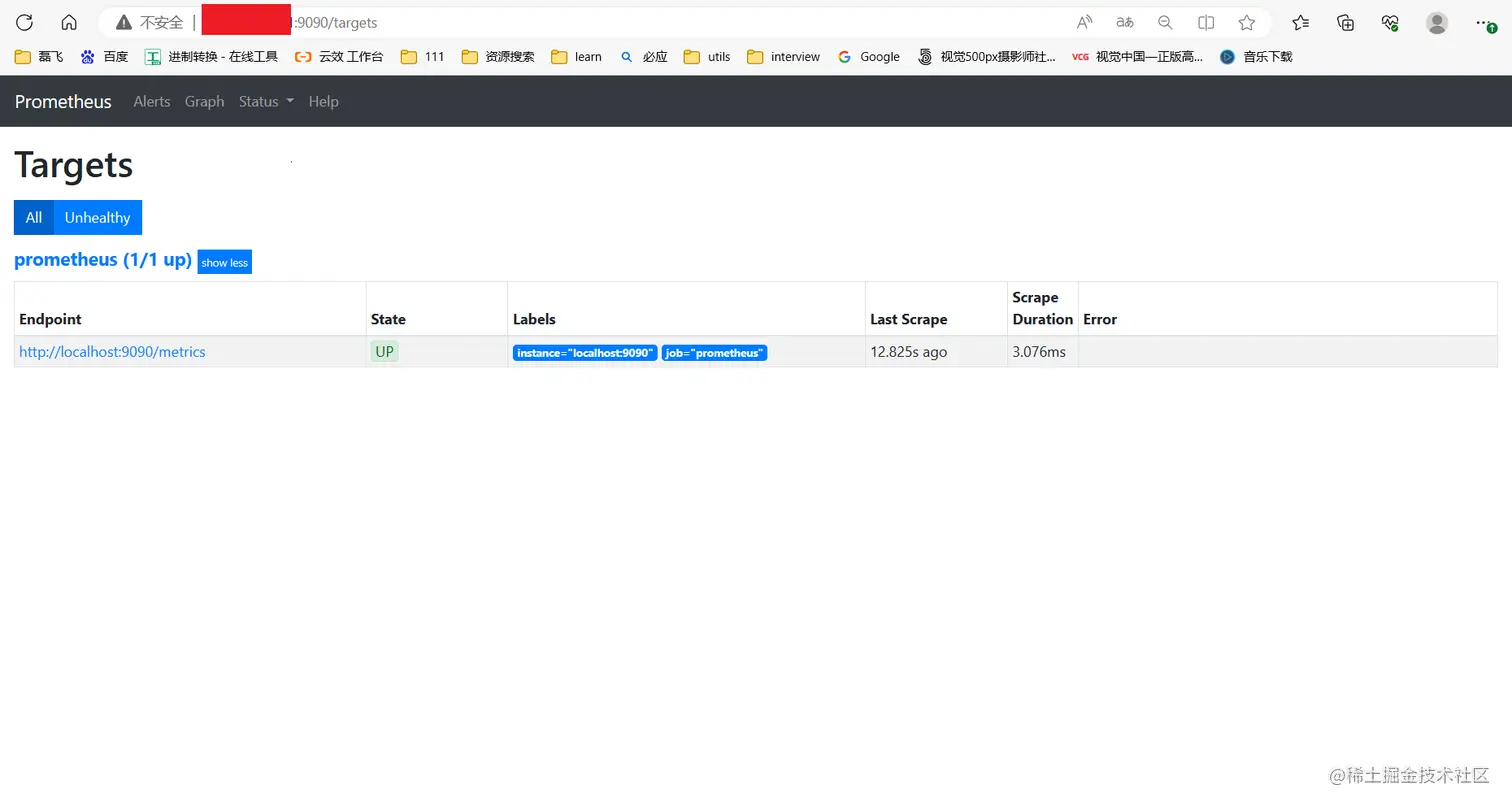 不安全 | :9090/targets
磊飞 百度 进制转换 - 在线工具 云效 工作台 111 资源搜索 learn 必应 utils interview Google 视觉500px摄影师社... VCG 视觉中国—正版高... 音乐下载
Prometheus Alerts Graph Status Help
Targets
All Unhealthy
prometheus (1/1 up) show less
Endpoint State Labels Last Scrape Scrape Duration Error
http://localhost:9090/metrics UP instance="localhost:9090" job="prometheus" 12.825s ago 3.076ms
@稀土掘金技术社区